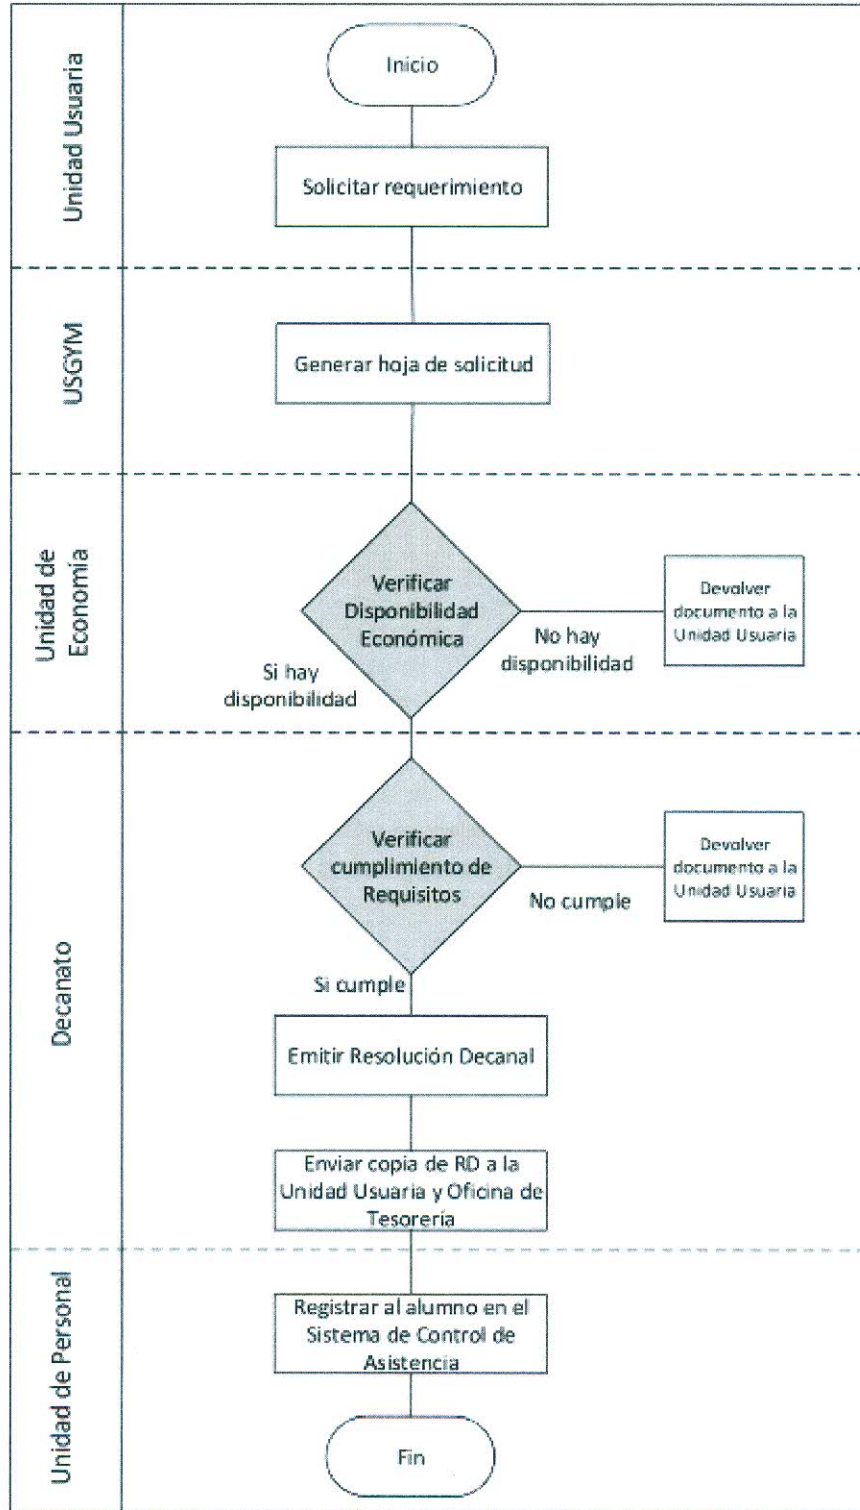 Unidad Usuaria
Inicio
Solicitar requerimiento
USGYM
Generar hoja de solicitud
Unidad de
Economía
Verificar
Disponibilidad
Económica
No hay
disponibilidad
Devolver
documento a la
Unidad Usuaria
Si hay
disponibilidad
Decanato
Verificar
cumplimiento de
Requisitos
No cumple
Devolver
documento a la
Unidad Usuaria
Si cumple
Emitir Resolución Decanal
Enviar copia de RD a la
Unidad Usuaria y Oficina de
Tesorería
Unidad de Personal
Registrar al alumno en el
Sistema de Control de
Asistencia
Fin